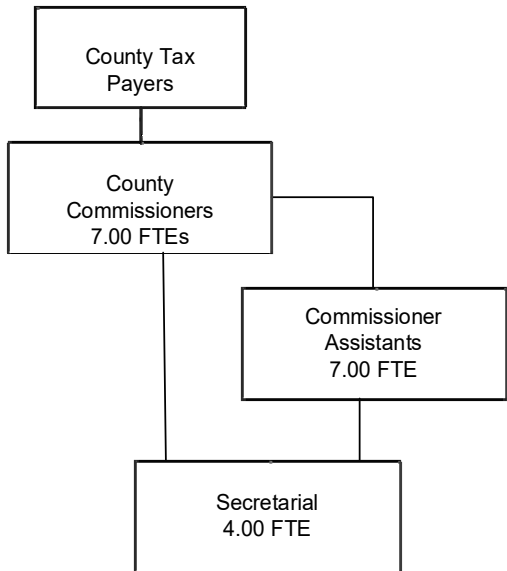 County Tax
Payers
County
Commissioners
7.00 FTEs
Commissioner
Assistants
7.00 FTE
Secretarial
4.00 FTE